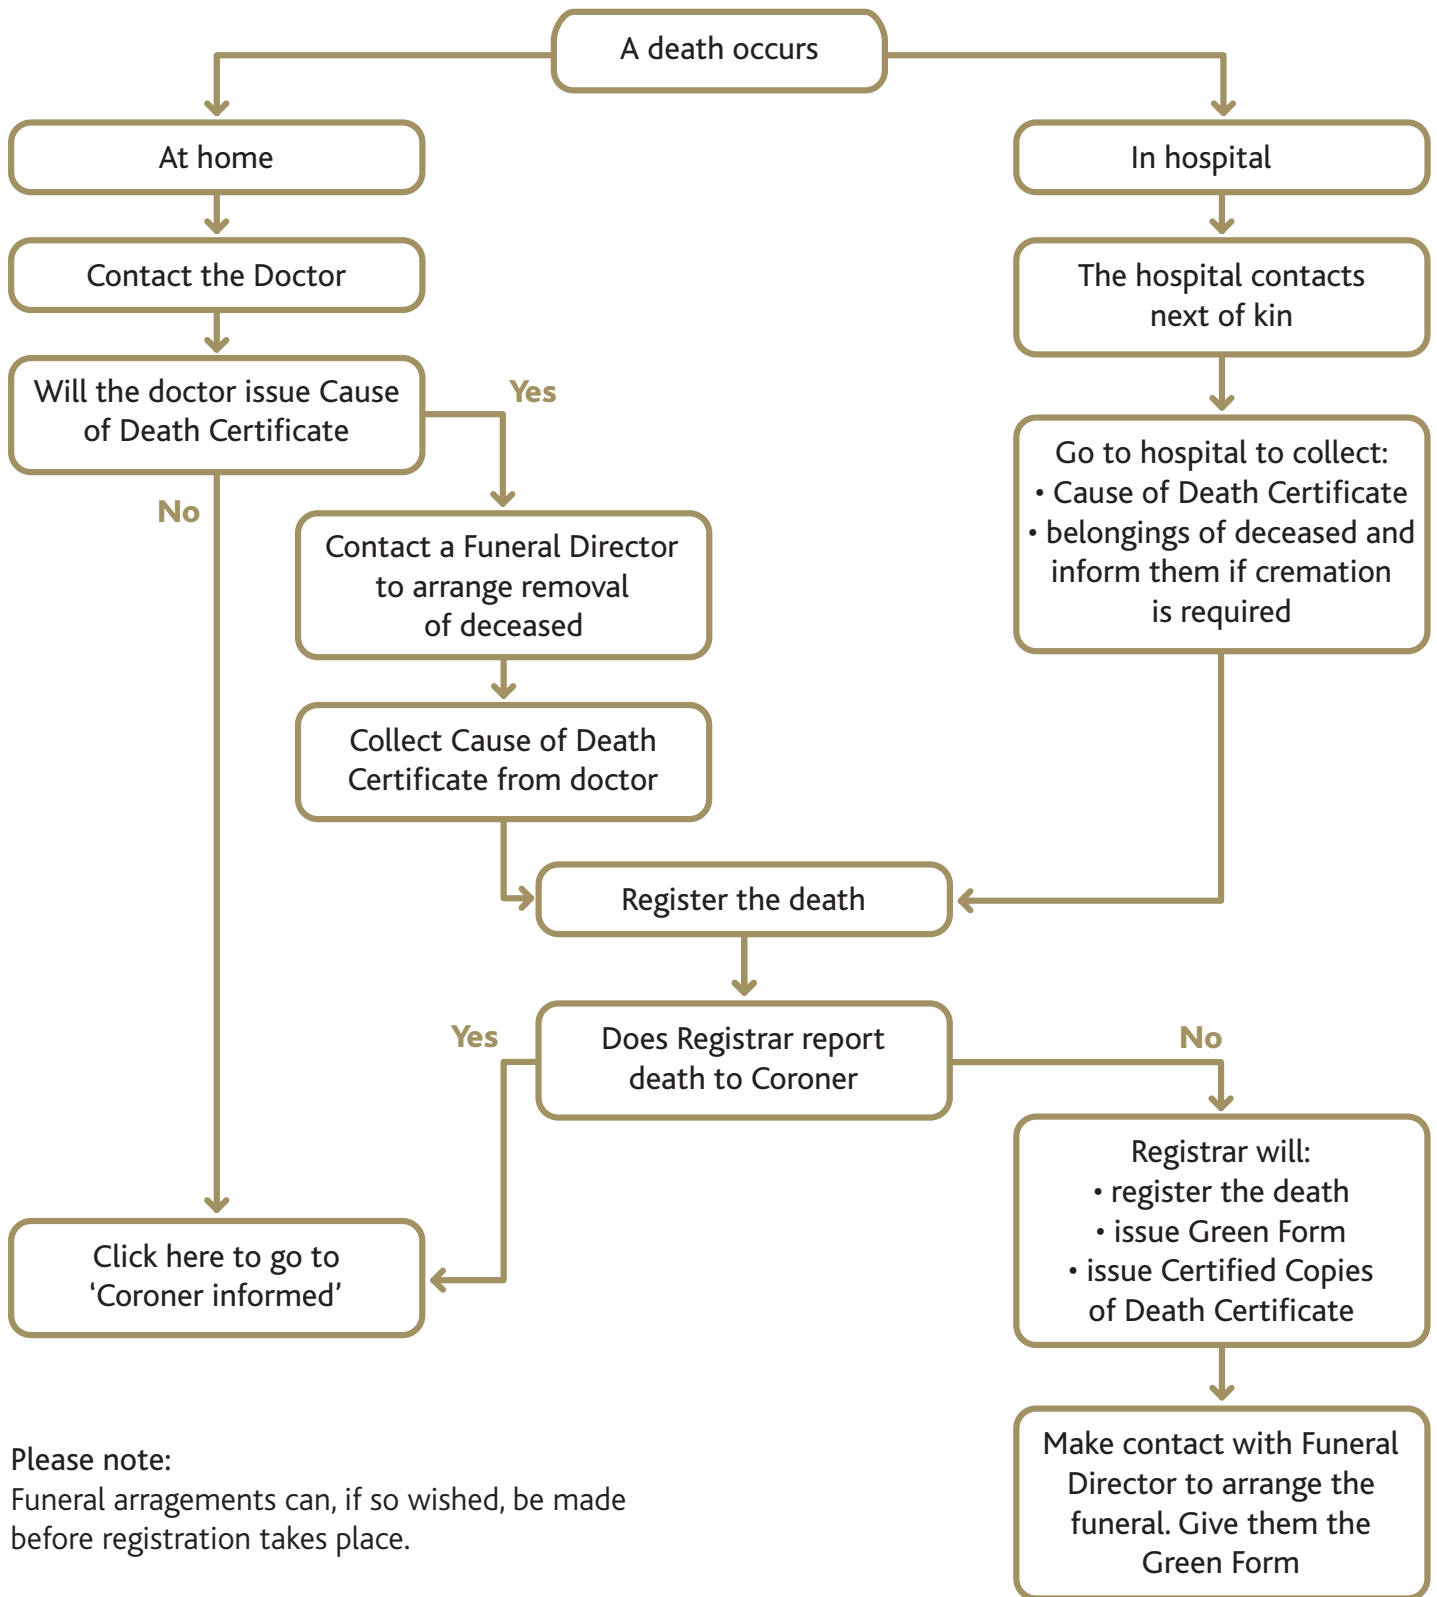 A death occurs
At home
In hospital
Contact the Doctor
The hospital contacts
next of kin
Will the doctor issue Cause
of Death Certificate
Yes
No
Go to hospital to collect:
• Cause of Death Certificate
• belongings of deceased and
inform them if cremation
is required
Contact a Funeral Director
to arrange removal
of deceased
Collect Cause of Death
Certificate from doctor
Register the death
Does Registrar report
death to Coroner
Yes
No
Click here to go to
‘Coroner informed’
Registrar will:
• register the death
• issue Green Form
• issue Certified Copies
of Death Certificate
Make contact with Funeral
Director to arrange the
funeral. Give them the
Green Form
Please note:
Funeral arragements can, if so wished, be made
before registration takes place.